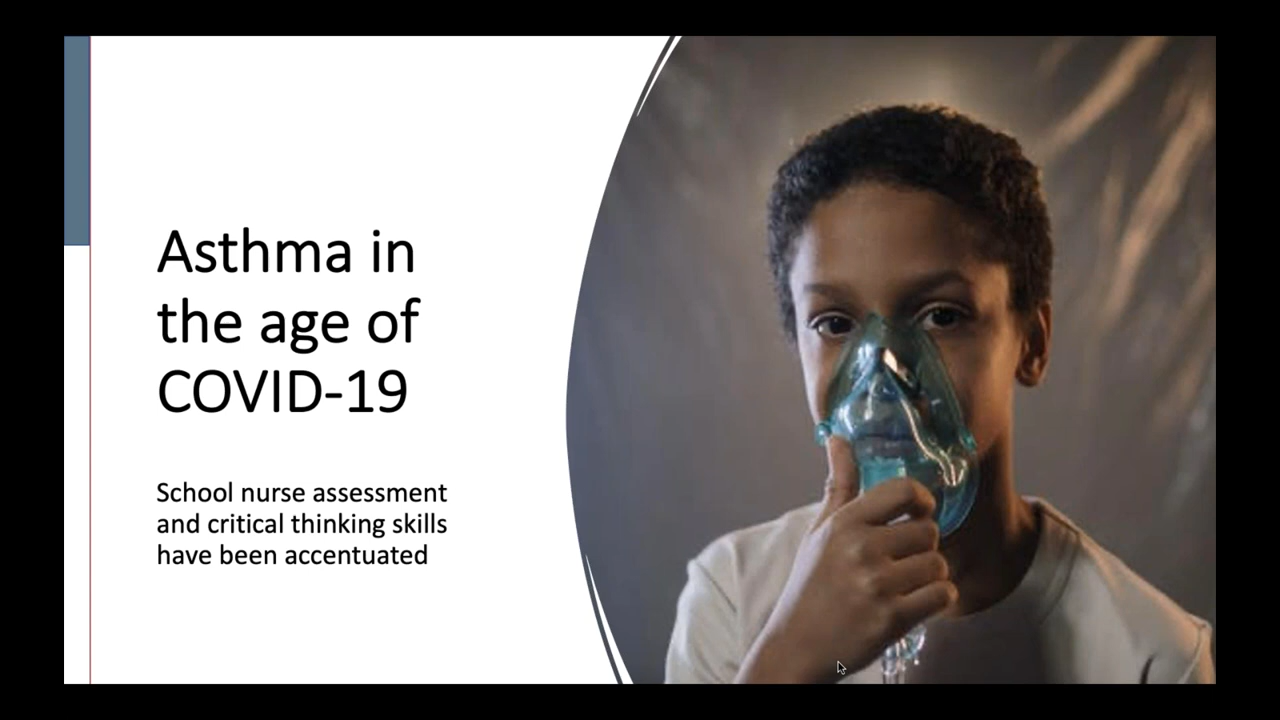 Asthma in
the age of
COVID-19
School nurse assessment
and critical thinking skills
have been accentuated